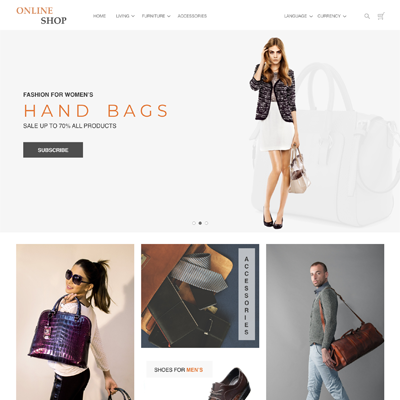 ONLINE
SHOP
HOME LIVING FURNITURE ACCESSORIES LANGUAGE CURRENCY
FASHION FOR WOMEN'S
HAND BAGS
SALE UP TO 70% ALL PRODUCTS
SUBSCRIBE
ACCESSORIES
SHOES FOR MEN'S